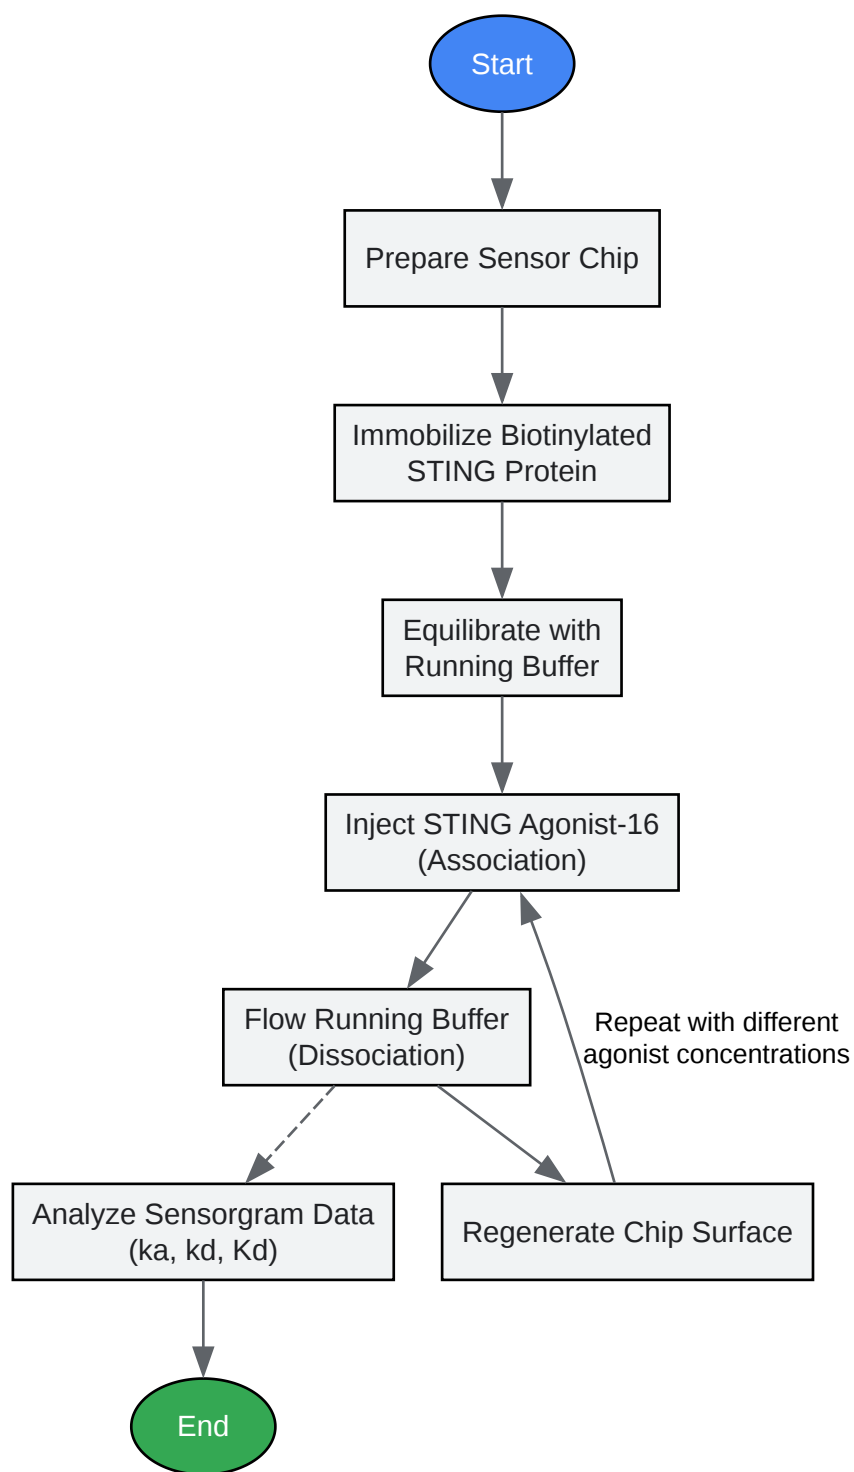 Start
Prepare Sensor Chip
Immobilize Biotinylated
STING Protein
Equilibrate with
Running Buffer
Inject STING Agonist-16
(Association)
Flow Running Buffer
(Dissociation)
Repeat with different
agonist concentrations
Analyze Sensorgram Data
(ka, kd, Kd)
Regenerate Chip Surface
End